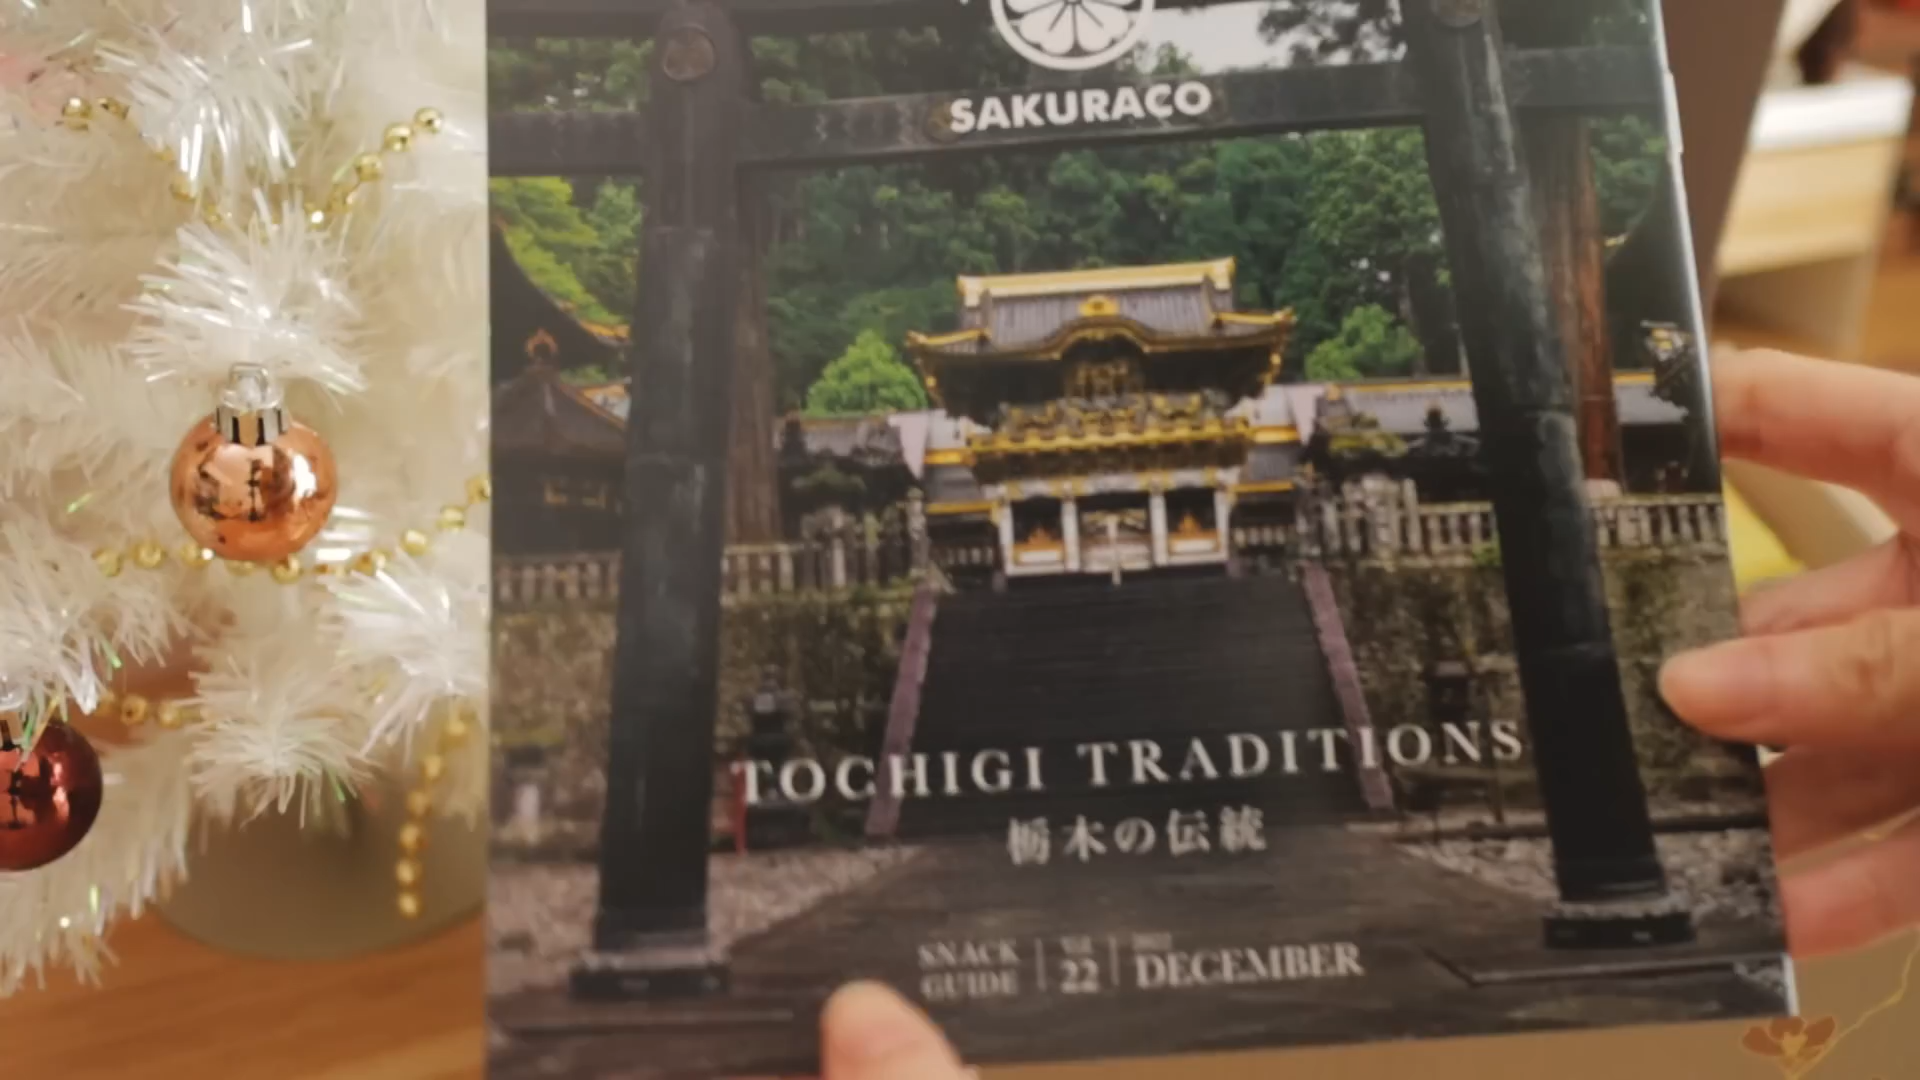 SAKURACO
TOCHIGI TRADITIONS
栃木の伝統
SNACK
GUIDE
22
DECEMBER